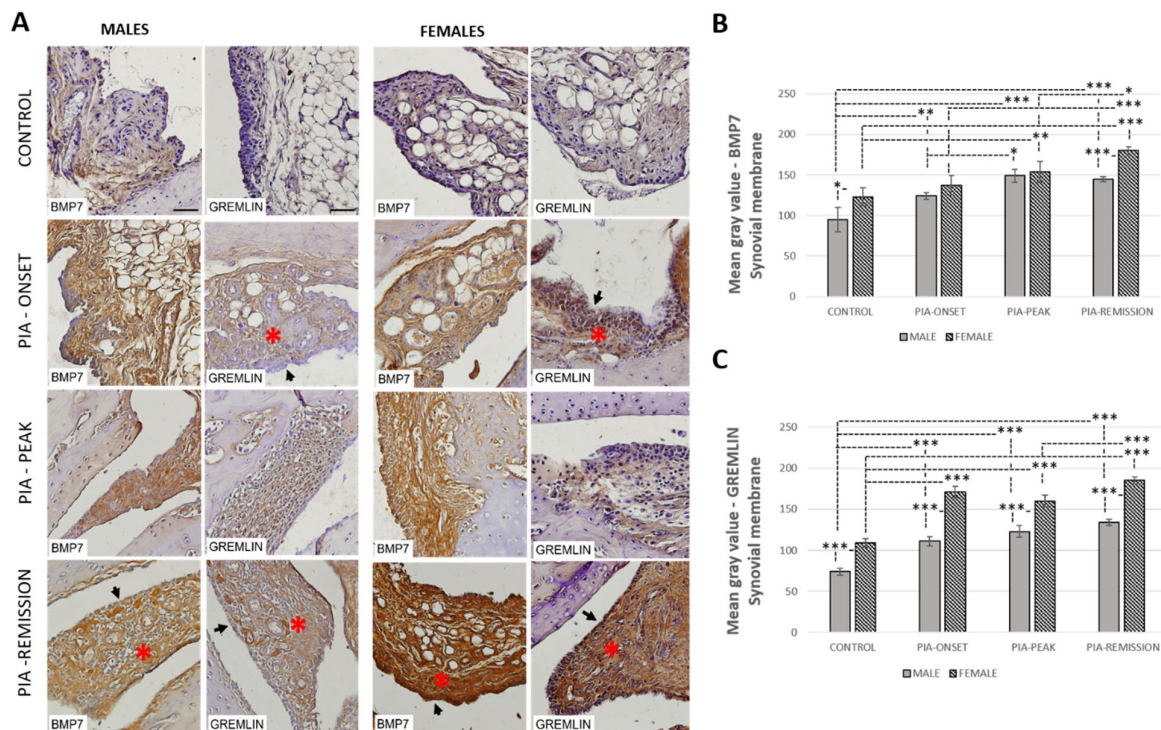 A
MALES
FEMALES
CONTROL
BMP7
GREMLIN
BMP7
GREMLIN
PIA - ONSET
BMP7
GREMLIN
BMP7
GREMLIN
PIA - PEAK
BMP7
GREMLIN
BMP7
GREMLIN
PIA -REMISSION
BMP7
GREMLIN
BMP7
GREMLIN
B
Mean gray value - BMP7
Synovial membrane
250
200
150
100
50
0
***
*
**
***
***
***
**
*
***
*
CONTROL
PIA-ONSET
PIA-PEAK
PIA-REMISSION
MALE
FEMALE
C
Mean gray value - GREMLIN
Synovial membrane
250
200
150
100
50
0
***
***
***
***
***
***
***
***
***
***
***
CONTROL
PIA-ONSET
PIA-PEAK
PIA-REMISSION
MALE
FEMALE